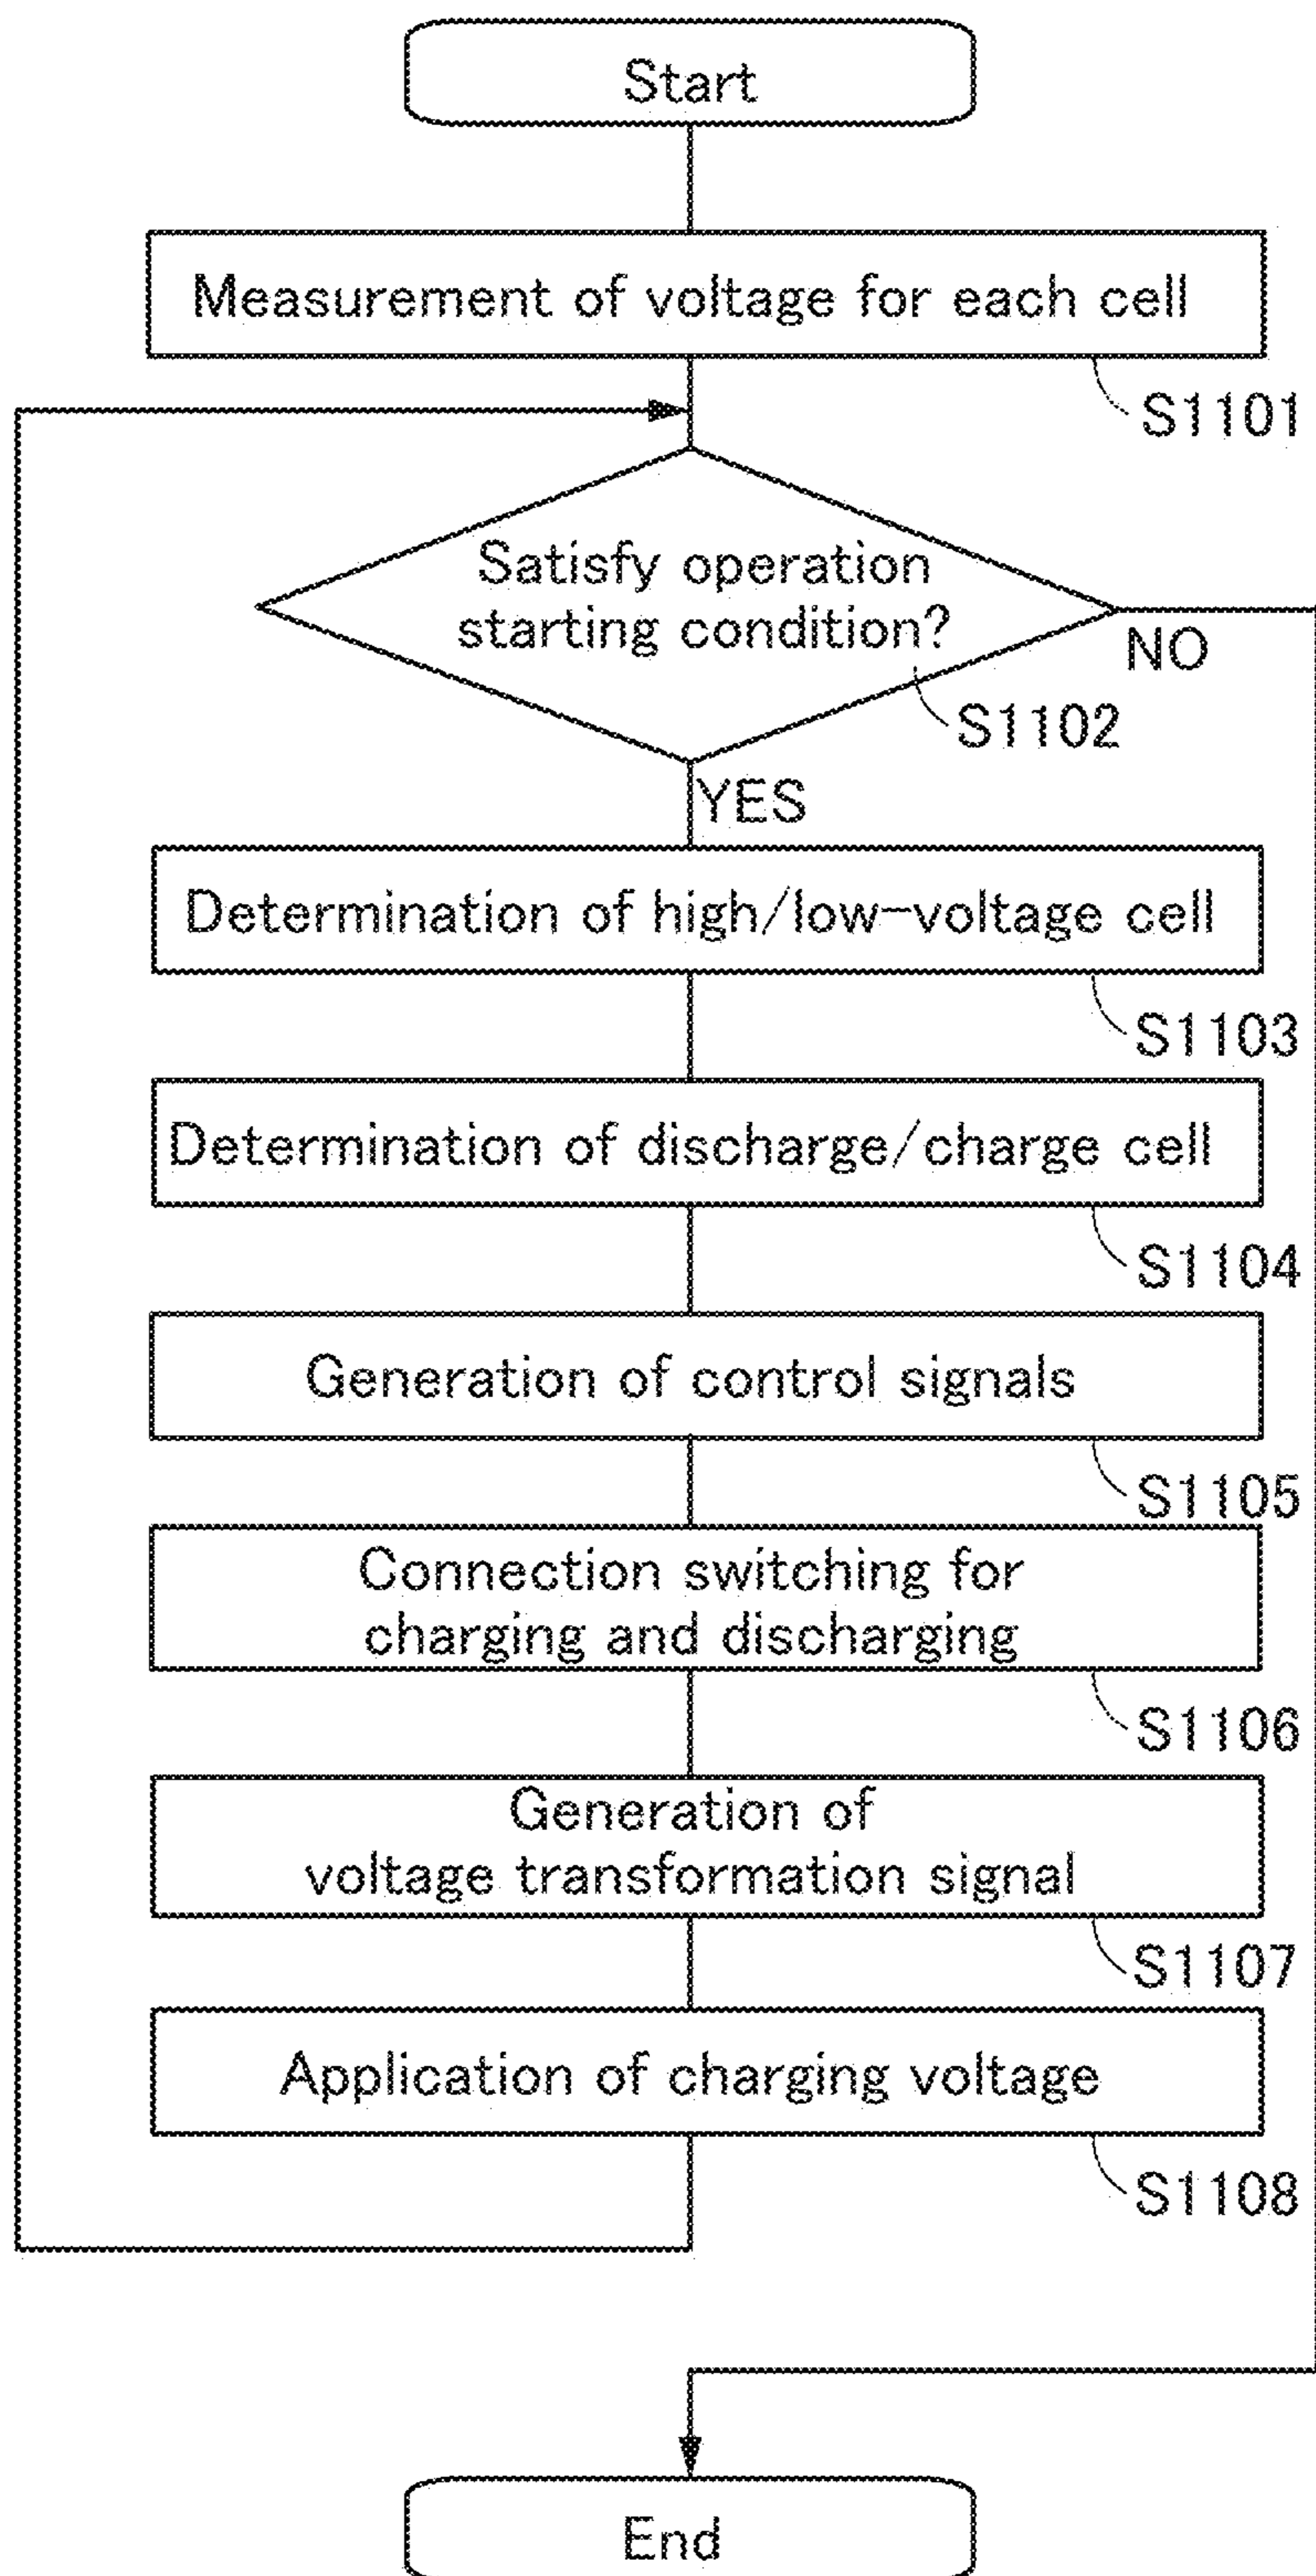 Start
Measurement of voltage for each cell
S1101
Satisfy operation
starting condition?
NO
S1102
YES
Determination of high/low-voltage cell
S1103
Determination of discharge/charge cell
S1104
Generation of control signals
S1105
Connection switching for
charging and discharging
S1106
Generation of
voltage transformation signal
S1107
Application of charging voltage
S1108
End